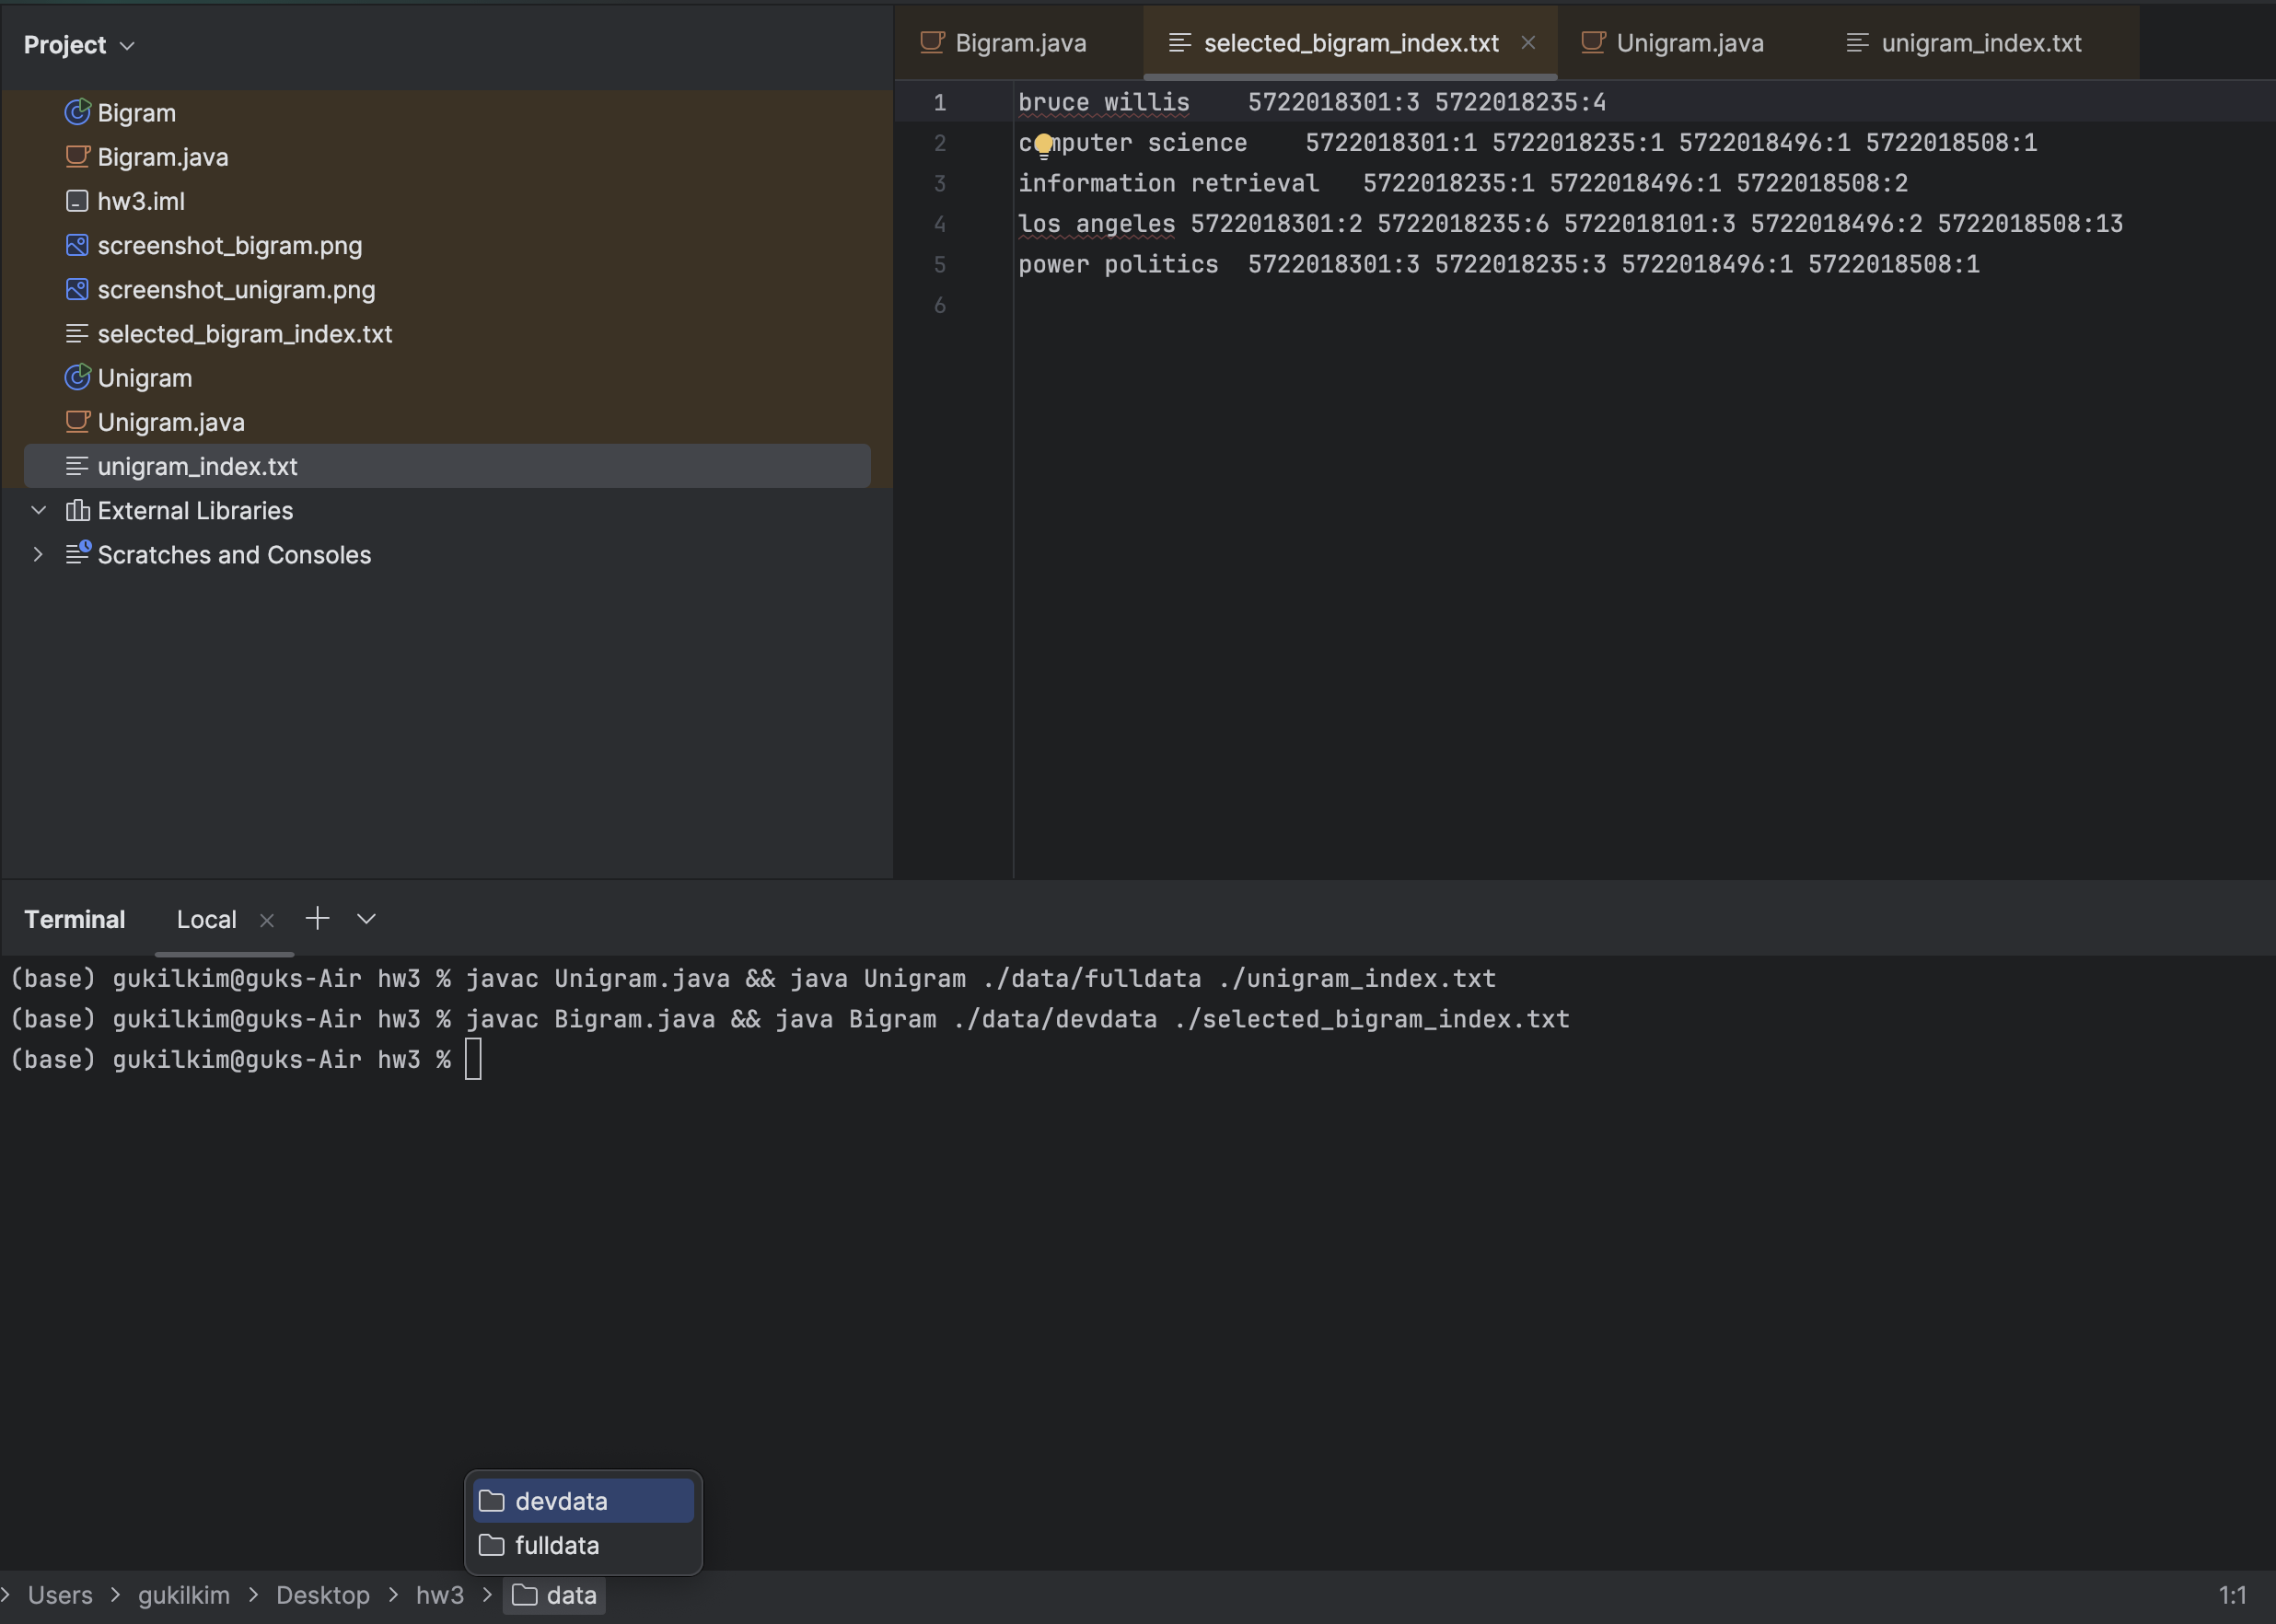 Project
Bigram
Bigram.java
hw3.iml
screenshot_bigram.png
screenshot_unigram.png
selected_bigram_index.txt
Unigram
Unigram.java
unigram_index.txt
External Libraries
Scratches and Consoles
Bigram.java selected_bigram_index.txt Unigram.java unigram_index.txt
1 bruce willis 5722018301:3 5722018235:4
2 computer science 5722018301:1 5722018235:1 5722018496:1 5722018508:1
3 information retrieval 5722018235:1 5722018496:1 5722018508:2
4 los angeles 5722018301:2 5722018235:6 5722018101:3 5722018496:2 5722018508:13
5 power politics 5722018301:3 5722018235:3 5722018496:1 5722018508:1
6
Terminal Local
(base) gukilkim@guks-Air hw3 % javac Unigram.java && java Unigram ./data/fulldata ./unigram_index.txt
(base) gukilkim@guks-Air hw3 % javac Bigram.java && java Bigram ./data/devdata ./selected_bigram_index.txt
(base) gukilkim@guks-Air hw3 %
devdata
fulldata
Users > gukilkim > Desktop > hw3 > data
1:1